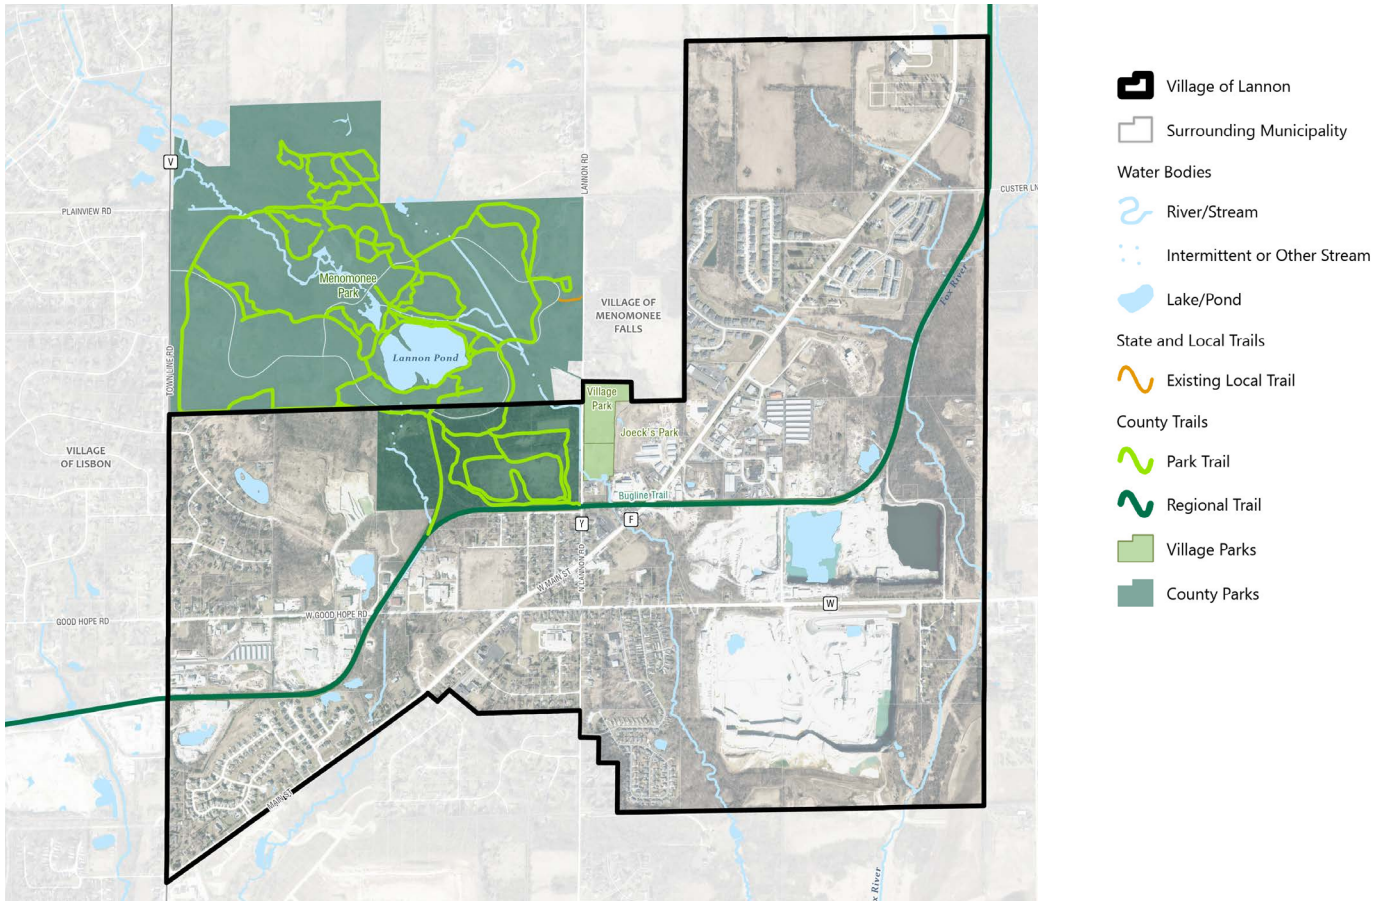 V
PLAINVIEW RD
LANNON RD
CUSTER LN
Menomonee
Park
Fox River
VILLAGE OF
MENOMONEE
FALLS
Lannon Pond
TOWN LINE RD
Village
Park
Joeck's Park
VILLAGE
OF LISBON
Bugline Trail
Y
F
N LANNON RD
W MAIN ST
W
W GOOD HOPE RD
GOOD HOPE RD
MAIN ST
x River
Village of Lannon
Surrounding Municipality
Water Bodies
River/Stream
Intermittent or Other Stream
Lake/Pond
State and Local Trails
Existing Local Trail
County Trails
Park Trail
Regional Trail
Village Parks
County Parks